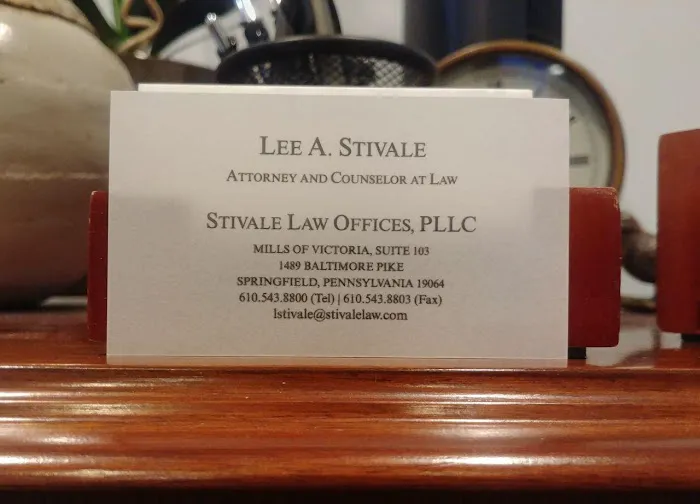 LEE A. STIVALE
ATTORNEY AND COUNSELOR AT LAW
STIVALE LAW OFFICES, PLLC
MILLS OF VICTORIA, SUITE 103
1489 BALTIMORE PIKE
SPRINGFIELD, PENNSYLVANIA 19064
610.543.8800 (Tel) | 610.543.8803 (Fax)
lstivale@stivalelaw.com